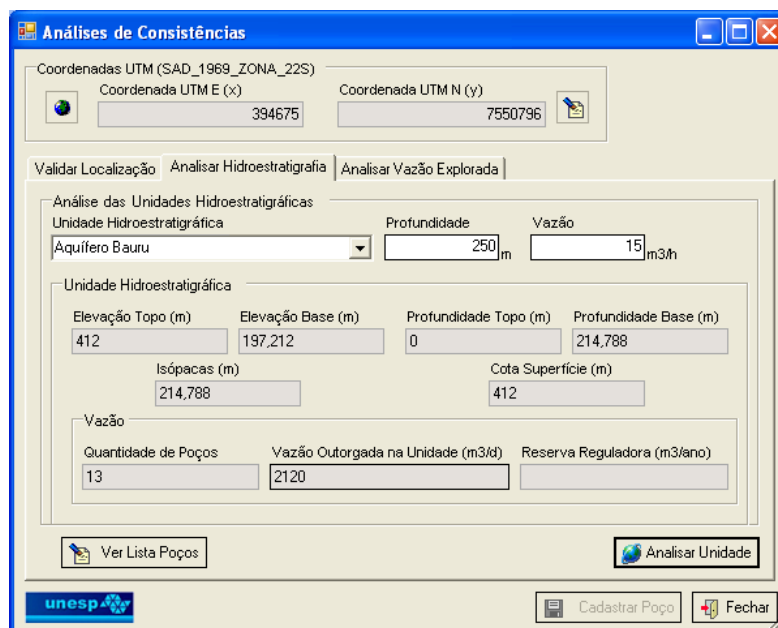 Análises de Consistências
Coordenadas UTM (SAD_1969_ZONA_22S)
Coordenada UTM E (x) Coordenada UTM N (y)
394675 7550796
Validar Localização Analisar Hidroestratigrafia Analisar Vazão Explorada
Análise das Unidades Hidroestratigráficas
Unidade Hidroestratigráfica Profundidade Vazão
Aquífero Bauru 250 m 15 m3/h
Unidade Hidroestratigráfica
Elevação Topo (m) Elevação Base (m) Profundidade Topo (m) Profundidade Base (m)
412 197,212 0 214,788
Isópacas (m) Cota Superfície (m)
214,788 412
Vazão
Quantidade de Poços Vazão Outorgada na Unidade (m3/d) Reserva Reguladora (m3/ano)
13 2120
Ver Lista Poços Analisar Unidade
unesp Cadastrar Poço Fechar